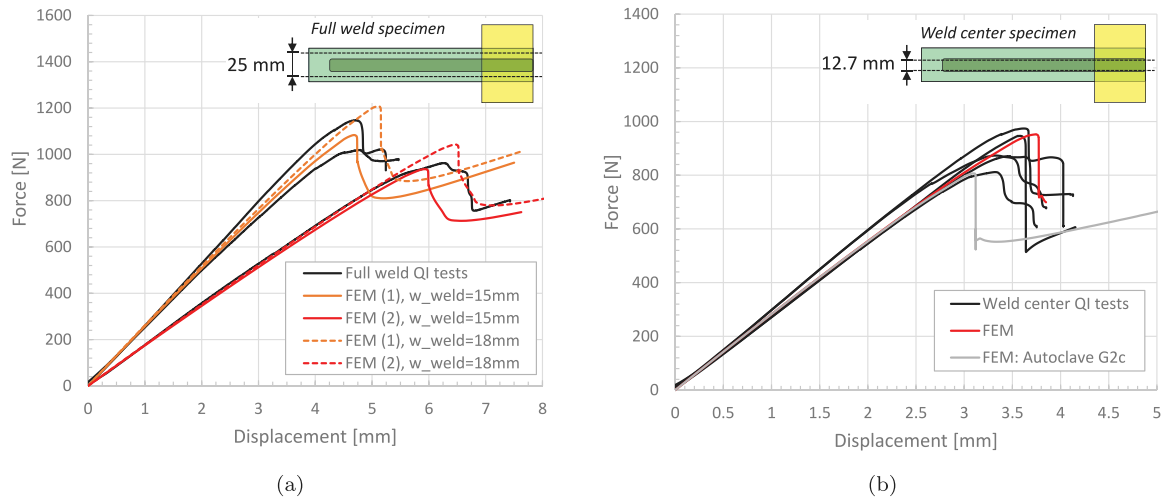 1600
1400
1200
1000
800
600
400
200
0
Force [N]
0
1
2
3
4
5
6
7
8
Displacement [mm]
Full weld specimen
25 mm
Full weld QI tests
FEM (1), w_weld=15mm
FEM (2), w_weld=15mm
FEM (1), w_weld=18mm
FEM (2), w_weld=18mm
(a)
1400
1200
1000
800
600
400
200
0
Force [N]
0
0.5
1
1.5
2
2.5
3
3.5
4
4.5
5
Displacement [mm]
Weld center specimen
12.7 mm
Weld center QI tests
FEM
FEM: Autoclave G2c
(b)